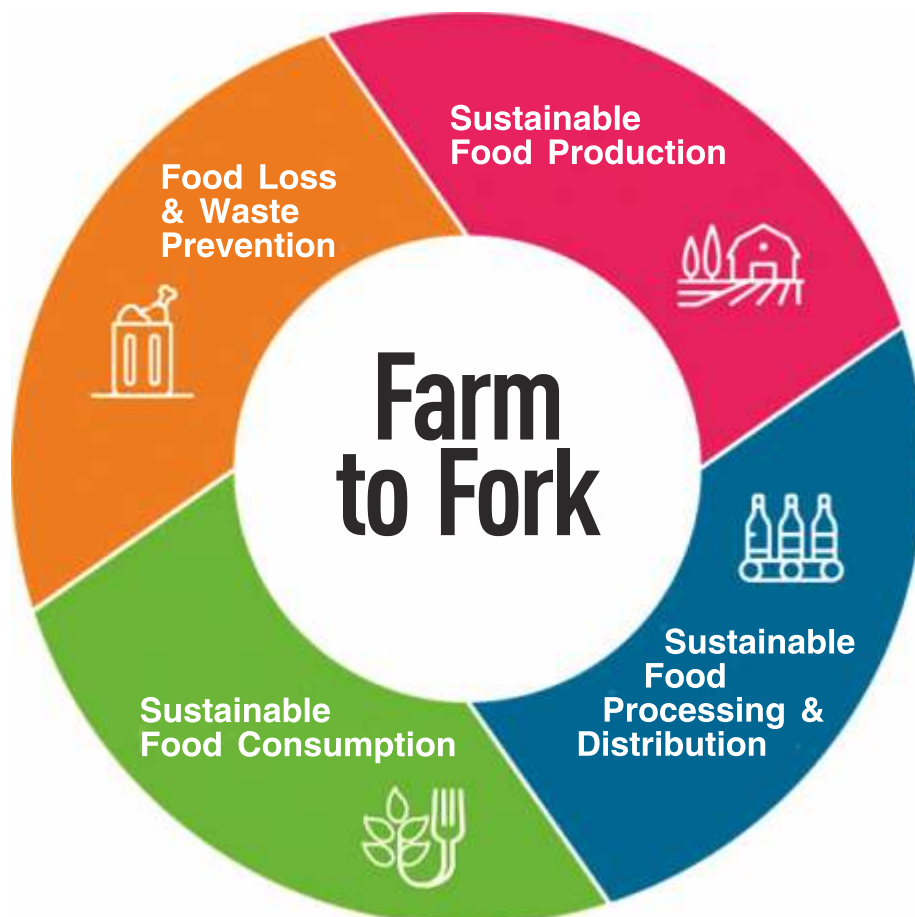 Sustainable
Food Production
Food Loss
& Waste
Prevention
Farm
to Fork
Sustainable
Food
Processing &
Distribution
Sustainable
Food Consumption